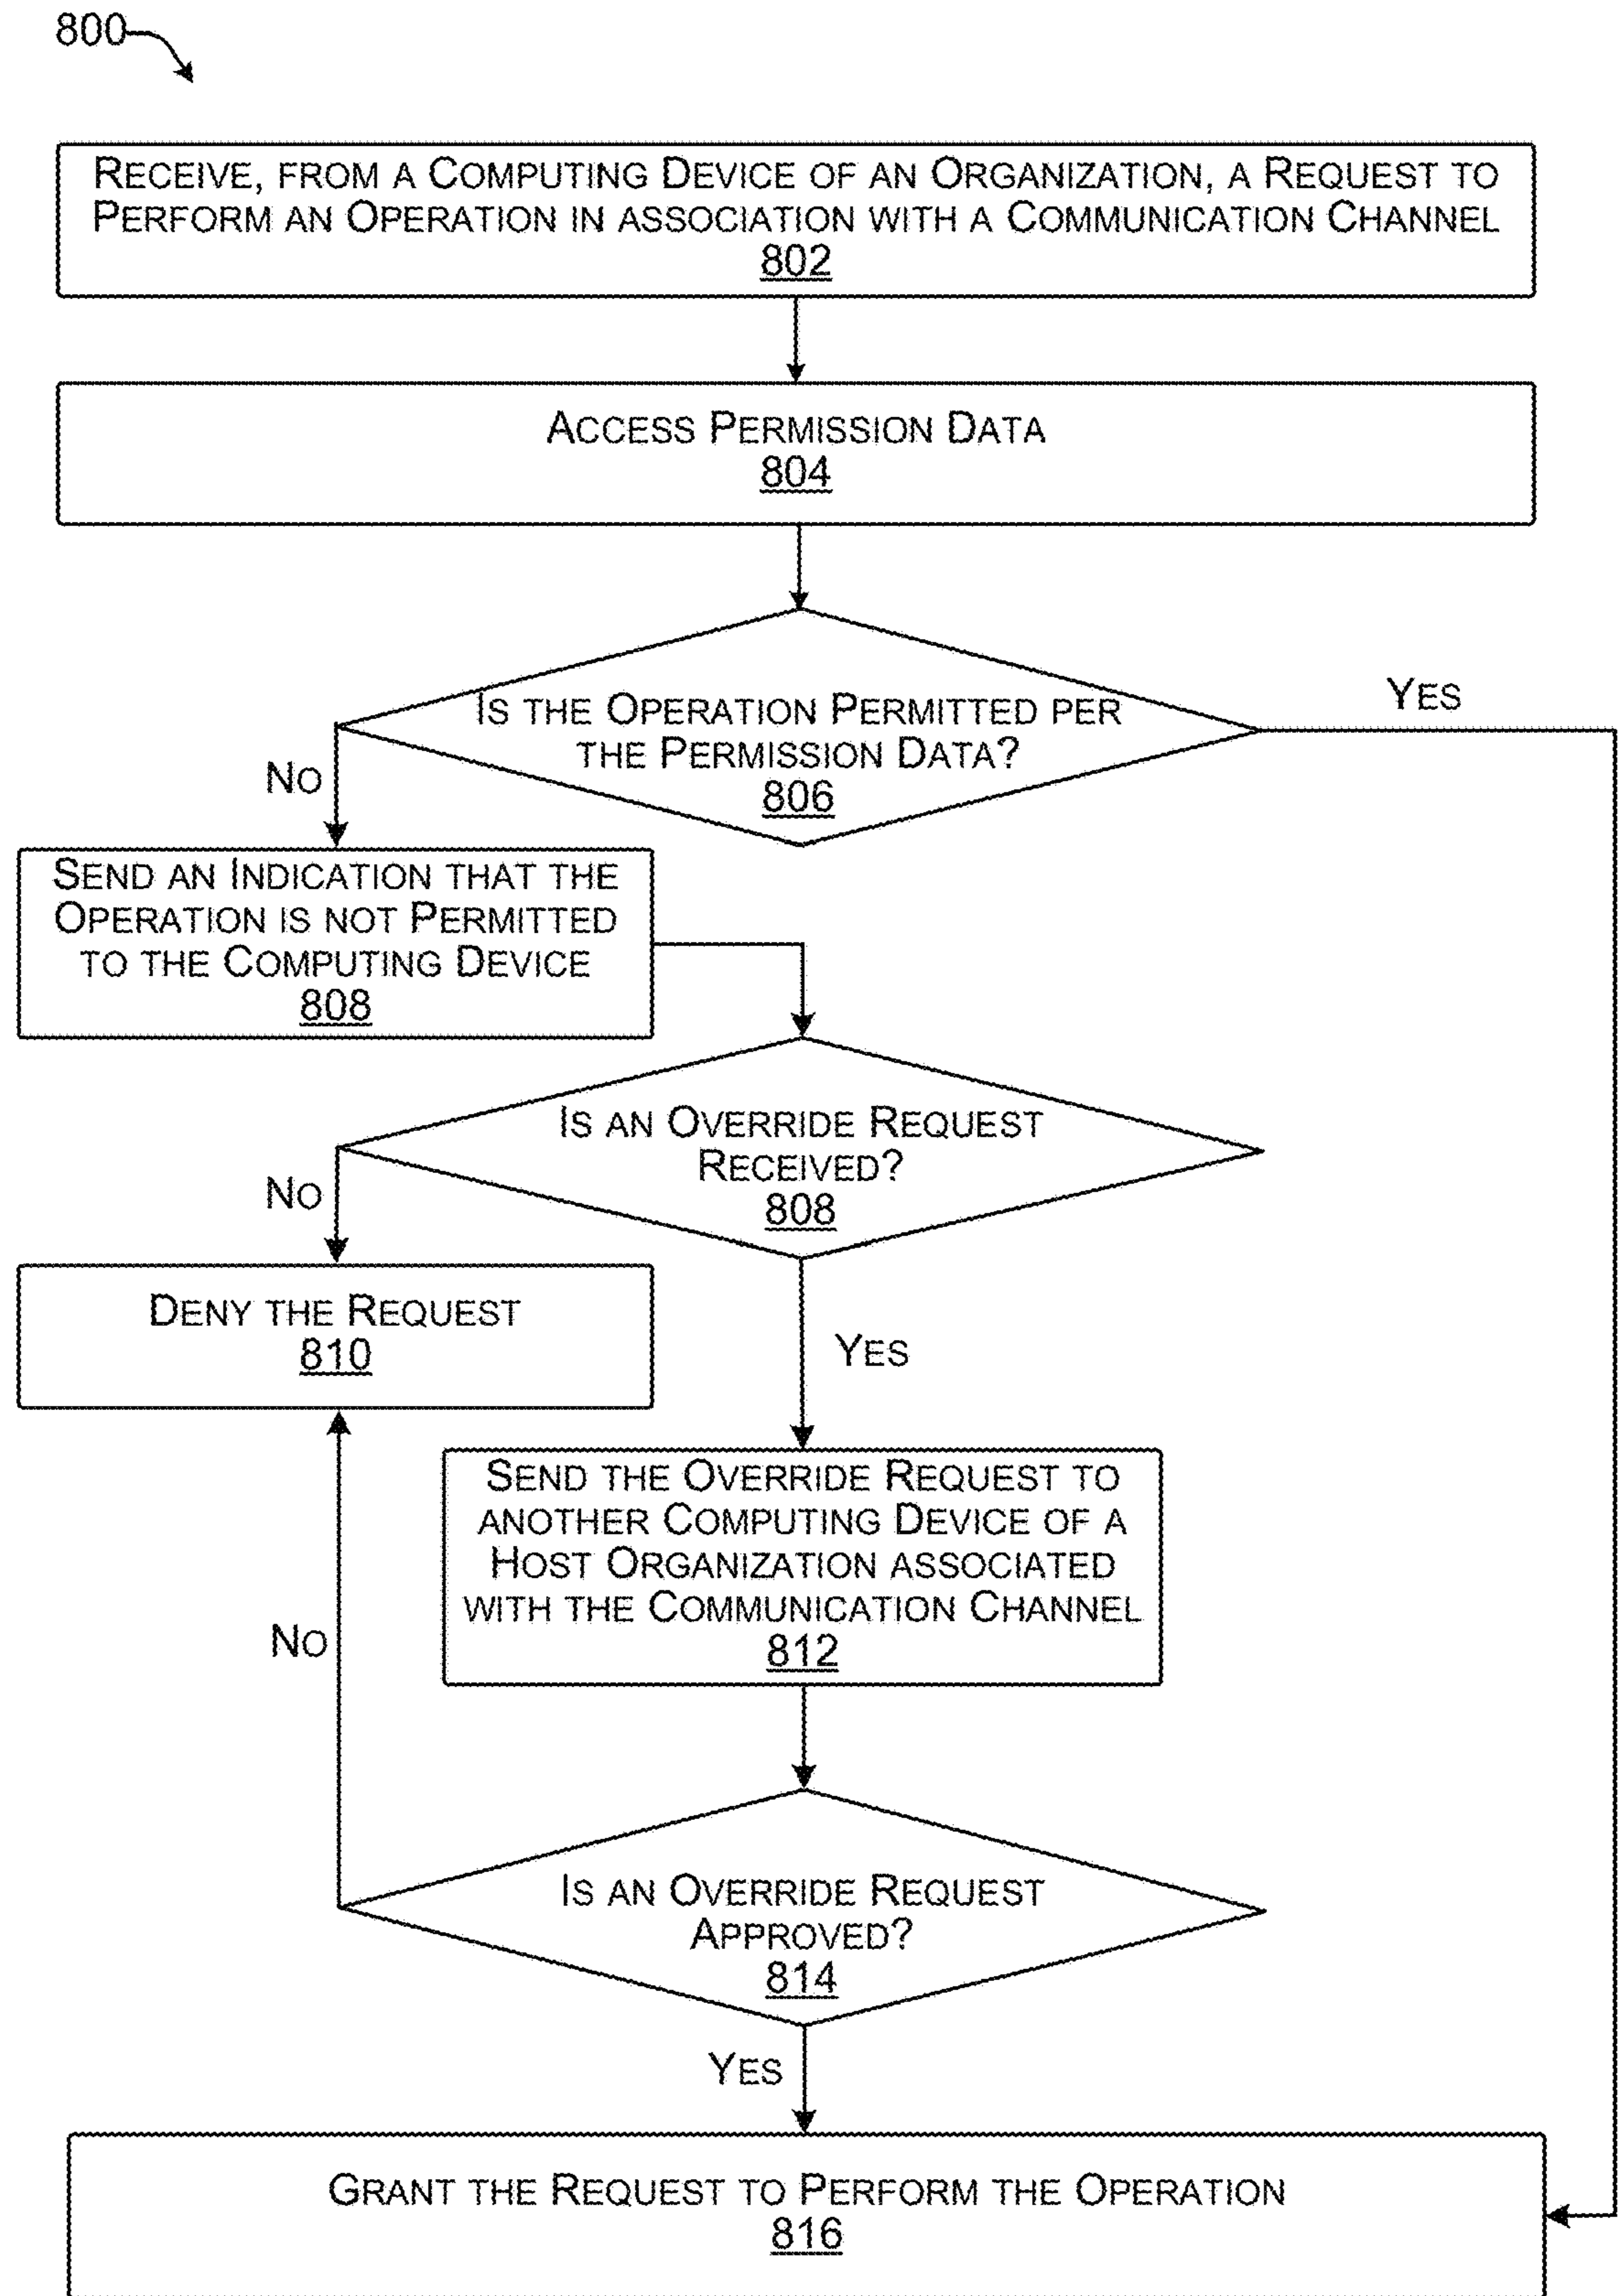 800
RECEIVE, FROM A COMPUTING DEVICE OF AN ORGANIZATION, A REQUEST TO
PERFORM AN OPERATION IN ASSOCIATION WITH A COMMUNICATION CHANNEL
802
ACCESS PERMISSION DATA
804
IS THE OPERATION PERMITTED PER
THE PERMISSION DATA?
806
YES
NO
SEND AN INDICATION THAT THE
OPERATION IS NOT PERMITTED
TO THE COMPUTING DEVICE
808
IS AN OVERRIDE REQUEST
RECEIVED?
808
NO
DENY THE REQUEST
810
YES
SEND THE OVERRIDE REQUEST TO
ANOTHER COMPUTING DEVICE OF A
HOST ORGANIZATION ASSOCIATED
WITH THE COMMUNICATION CHANNEL
812
NO
IS AN OVERRIDE REQUEST
APPROVED?
814
YES
GRANT THE REQUEST TO PERFORM THE OPERATION
816